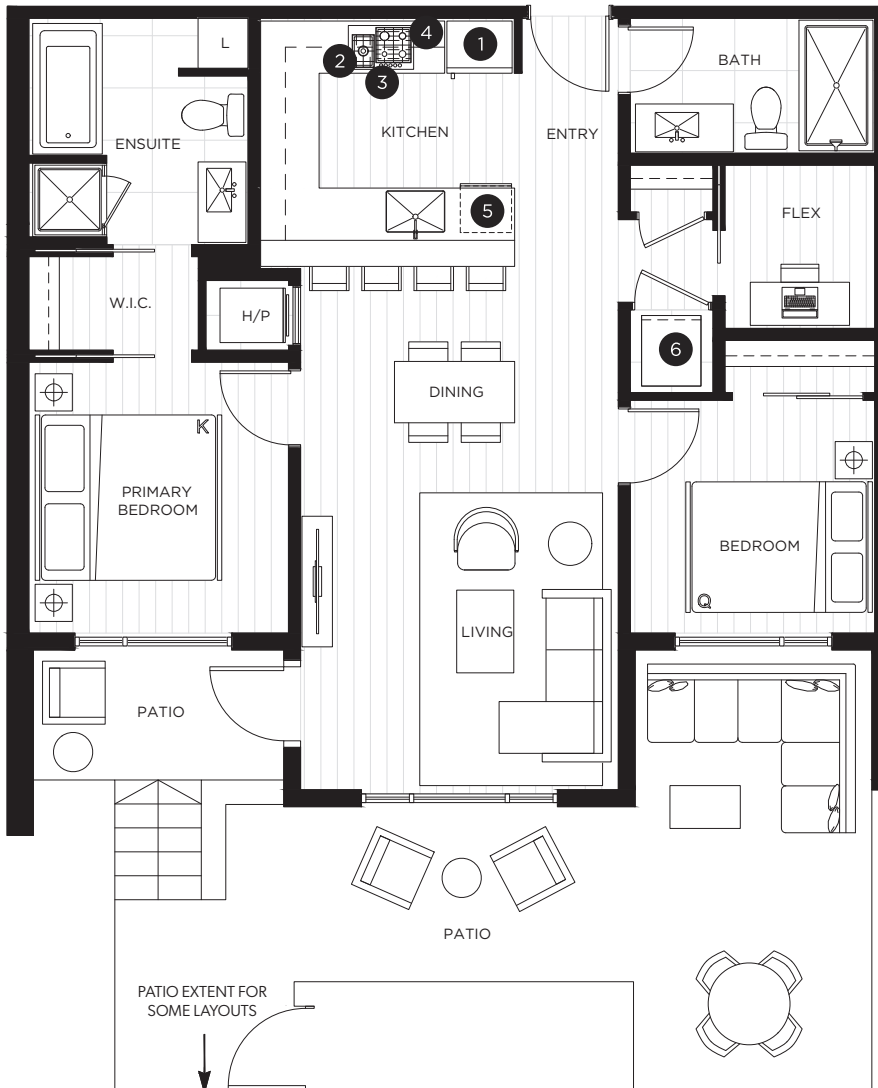 L
4
1
2
3
BATH
ENSUITE
KITCHEN
ENTRY
5
FLEX
W.I.C.
H/P
6
DINING
K
PRIMARY
BEDROOM
BEDROOM
Q
LIVING
PATIO
PATIO
PATIO EXTENT FOR
SOME LAYOUTS